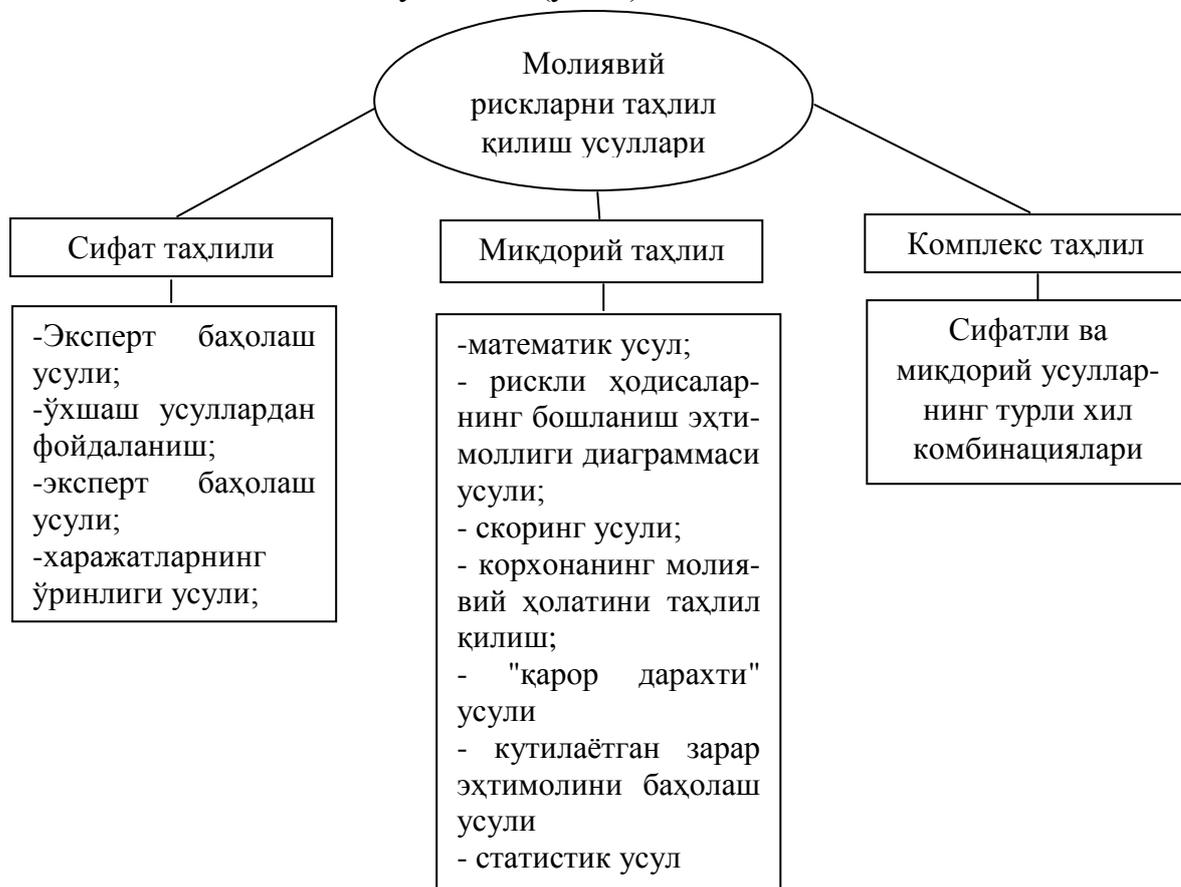 Молиявий
рискларни таҳлил
қилиш усуллари
Сифат таҳлили
-Эксперт баҳолаш
усули;
-ўхшаш усуллардан
фойдаланиш;
-эксперт баҳолаш
усули;
-харажатларнинг
ўринлиги усули;
Миқдорий таҳлил
-математик усул;
- рискли ҳодисалар-
нинг бошланиш эҳти-
моллиги диаграммаси
усули;
- скоринг усули;
- корхонанинг молия-
вий ҳолатини таҳлил
қилиш;
- "қарор дарахти"
усули
- кутилаётган зарар
эҳтимолини баҳолаш
усули
- статистик усул
Комплекс таҳлил
Сифатли ва
миқдорий усуллар-
нинг турли хил
комбинациялари